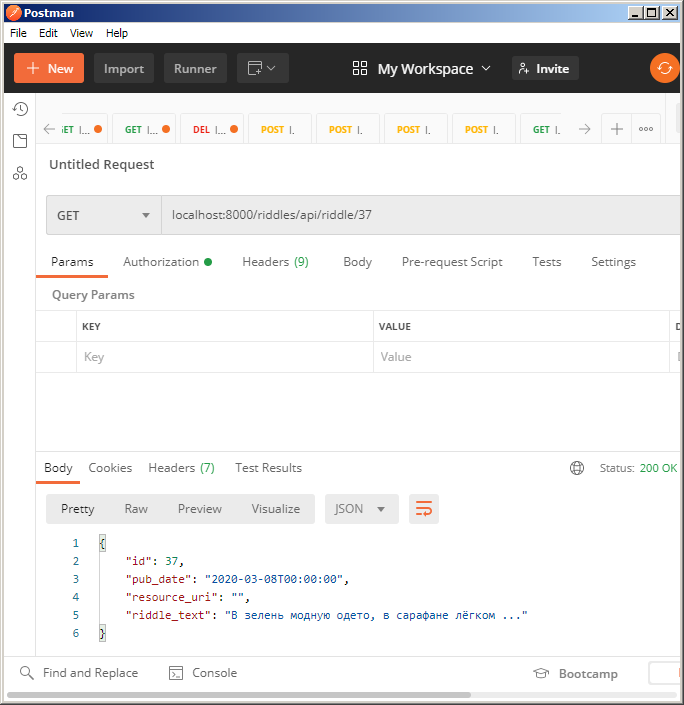 Postman
File Edit View Help
New Import Runner My Workspace Invite
GET l... GET l... DEL l... POST l. POST l. POST l. POST l. GET l.
Untitled Request
GET localhost:8000/riddles/api/riddle/37
Params Authorization Headers (9) Body Pre-request Script Tests Settings
Query Params
KEY VALUE
Key Value
Body Cookies Headers (7) Test Results Status: 200 OK
Pretty Raw Preview Visualize JSON
1 {
2 "id": 37,
3 "pub_date": "2020-03-08T00:00:00",
4 "resource_uri": "",
5 "riddle_text": "В зелень модную одето, в сарафане лёгком ..."
6 }
Find and Replace Console Bootcamp